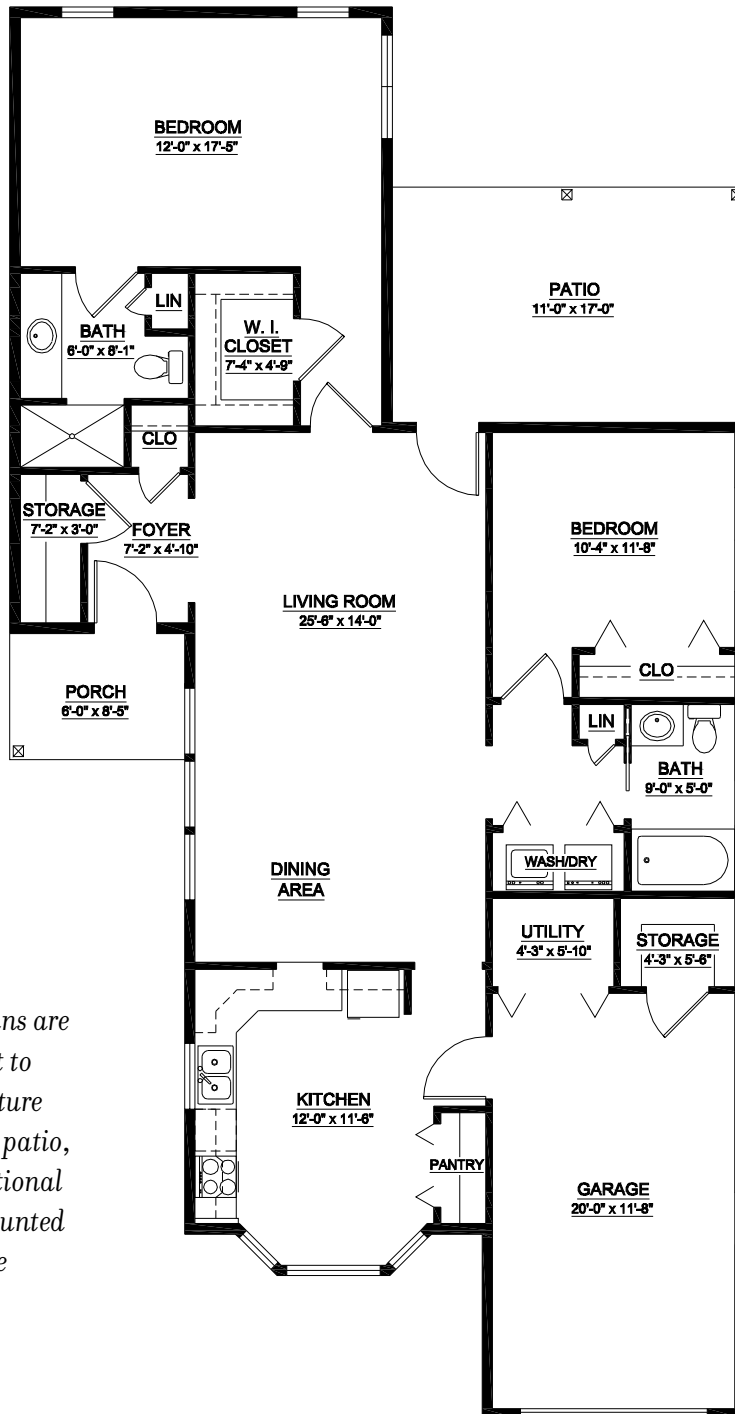 BEDROOM
12'-0" x 17'-5"
PATIO
11'-0" x 17'-0"
LIN
BATH
6'-0" x 8'-1"
W. I.
CLOSET
7'-4" x 4'-9"
CLO
STORAGE
7'-2" x 3'-0"
FOYER
7'-2" x 4'-10"
BEDROOM
10'-4" x 11'-8"
LIVING ROOM
25'-6" x 14'-0"
CLO
PORCH
6'-0" x 8'-5"
LIN
BATH
9'-0" x 5'-0"
WASH/DRY
DINING
AREA
UTILITY
4'-3" x 5'-10"
STORAGE
4'-3" x 5'-6"
KITCHEN
12'-0" x 11'-6"
PANTRY
GARAGE
20'-0" x 11'-8"
ns are
t to
ture
patio,
tional
unted
e